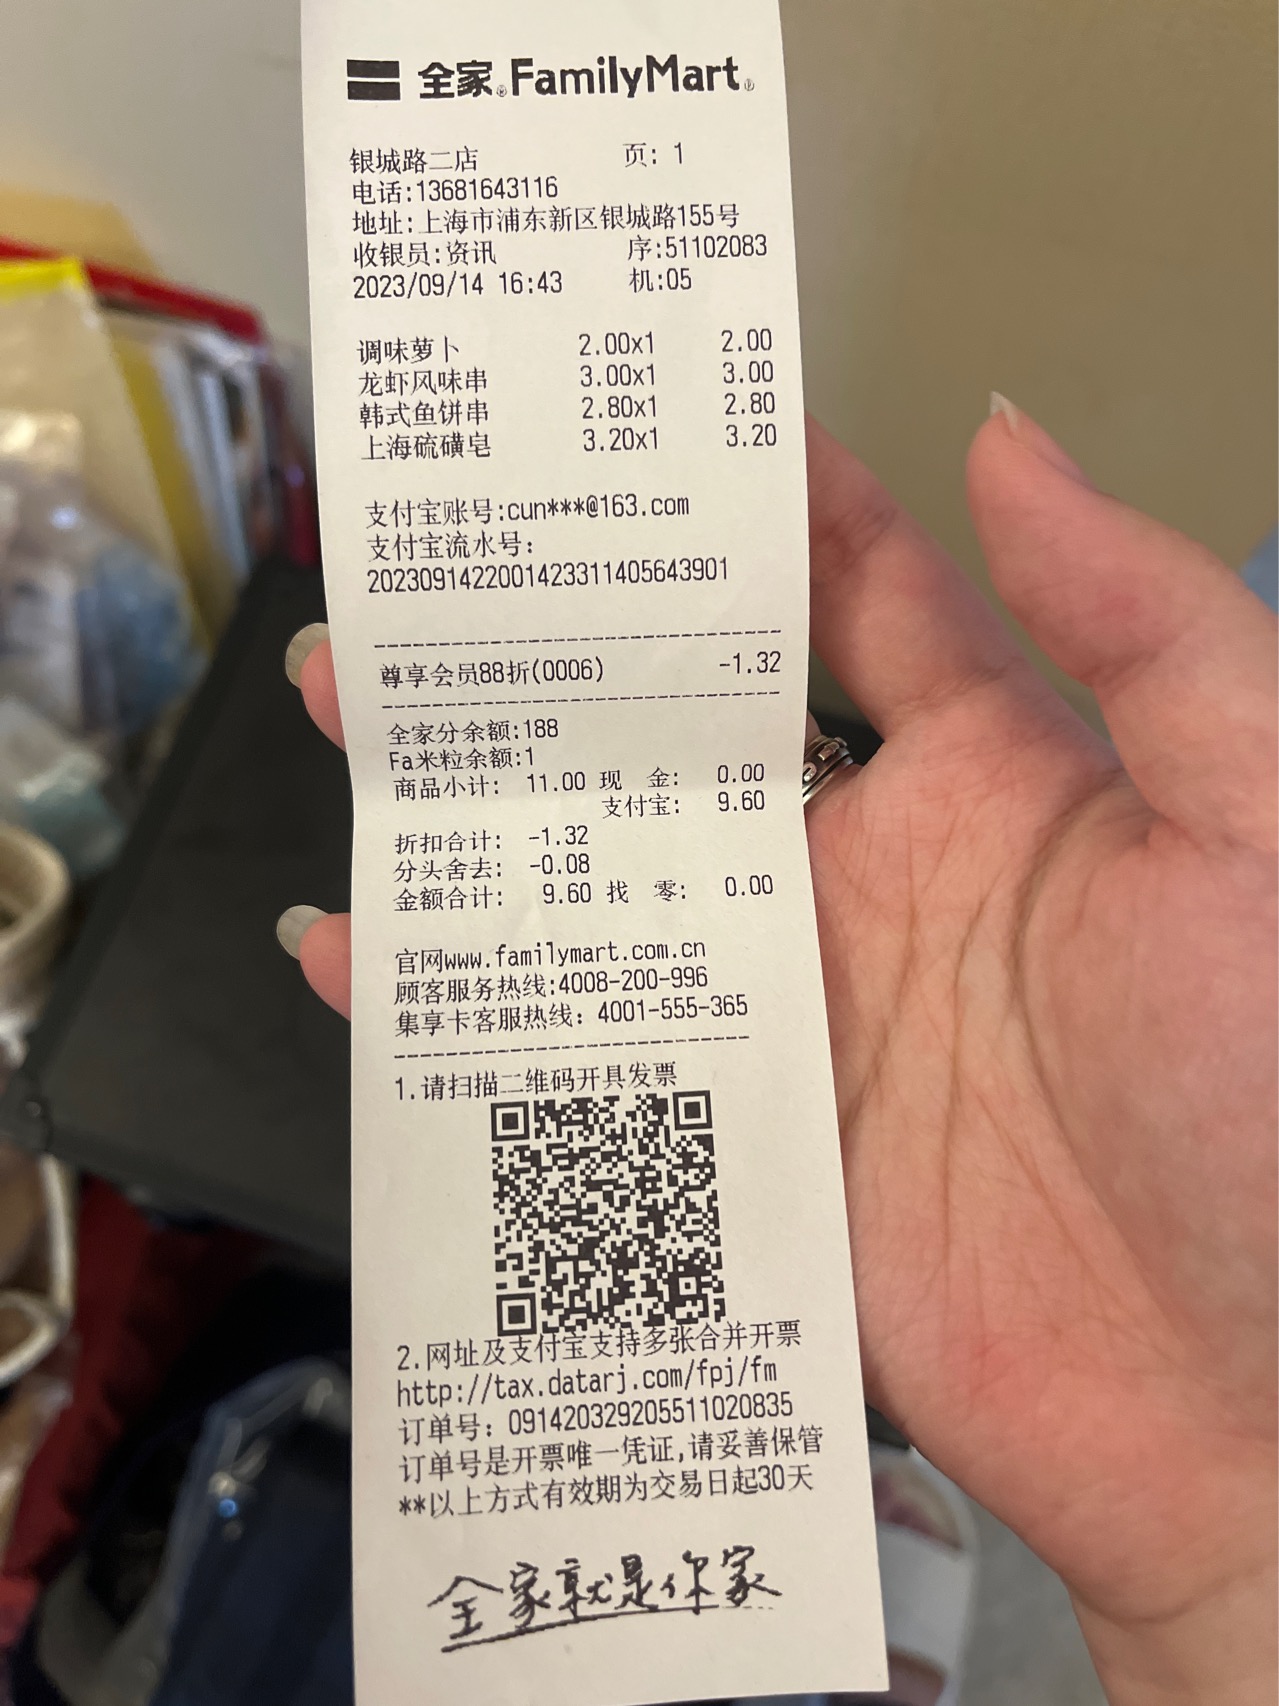 全家 FamilyMart
银城路二店 页: 1
电话:13681643116
地址:上海市浦东新区银城路155号
收银员:资讯 序:51102083
2023/09/14 16:43 机:05
调味萝卜 2.00x1 2.00
龙虾风味串 3.00x1 3.00
韩式鱼饼串 2.80x1 2.80
上海硫磺皂 3.20x1 3.20
支付宝账号:cun***@163.com
支付宝流水号:
2023091422001423311405643901
尊享会员88折(0006) -1.32
全家分余额:188
Fa米粒余额:1
商品小计: 11.00 现 金: 0.00
支付宝: 9.60
折扣合计: -1.32
分头舍去: -0.08
金额合计: 9.60 找 零: 0.00
官网www.familymart.com.cn
顾客服务热线:4008-200-996
集享卡客服热线: 4001-555-365
1.请扫描二维码开具发票
2.网址及支付宝支持多张合并开票
http://tax.datarj.com/fpj/fm
订单号: 091420329205511020835
订单号是开票唯一凭证,请妥善保管
**以上方式有效期为交易日起30天
全家就是你家